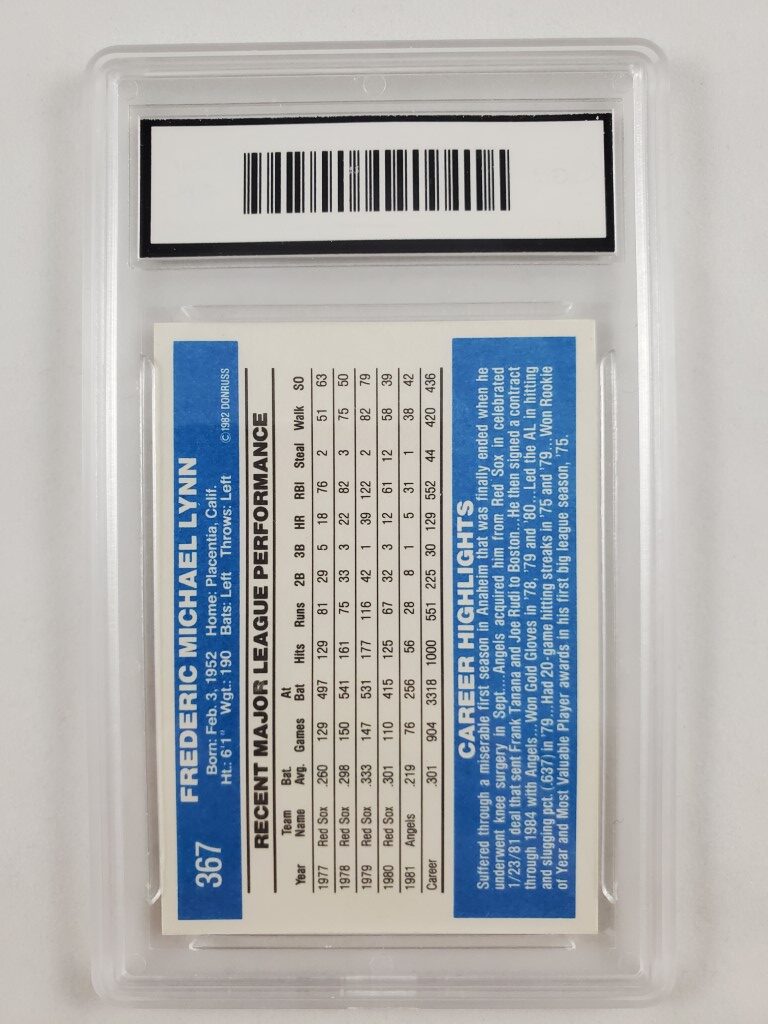 367
FREDERIC MICHAEL LYNN
Born: Feb. 3, 1952 Home: Placentia, Calif.
Ht.: 6'1" Wgt.: 190 Bats: Left Throws: Left © 1982 DONRUSS
RECENT MAJOR LEAGUE PERFORMANCE
Team Bat. At
Year Name Avg. Games Bat Hits Runs 2B 3B HR RBI Steal Walk SO
1977 Red Sox .260 129 497 129 81 29 5 18 76 2 51 63
1978 Red Sox .298 150 541 161 75 33 3 22 82 3 75 50
1979 Red Sox .333 147 531 177 116 42 1 39 122 2 82 79
1980 Red Sox .301 110 415 125 67 32 3 12 61 12 58 39
1981 Angels .219 76 256 56 28 8 1 5 31 1 38 42
Career .301 904 3318 1000 551 225 30 129 552 44 420 436
CAREER HIGHLIGHTS
Suffered through a miserable first season in Anaheim that was finally ended when he
underwent knee surgery in Sept...Angels acquired him from Red Sox in celebrated
1/23/81 deal that sent Frank Tanana and Joe Rudi to Boston...He then signed a contract
through 1984 with Angels...Won Gold Gloves in '78, '79 and '80...Led the AL in hitting
and slugging pct. (.637) in '79...Had 20-game hitting streaks in '75 and '79...Won Rookie
of Year and Most Valuable Player awards in his first big league season, '75.